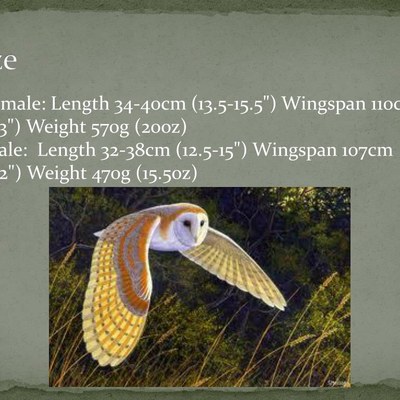 ze
male: Length 34-40cm (13.5-15.5") Wingspan 110c
3") Weight 570g (20oz)
ale:  Length 32-38cm (12.5-15") Wingspan 107cm
2") Weight 470g (15.5oz)